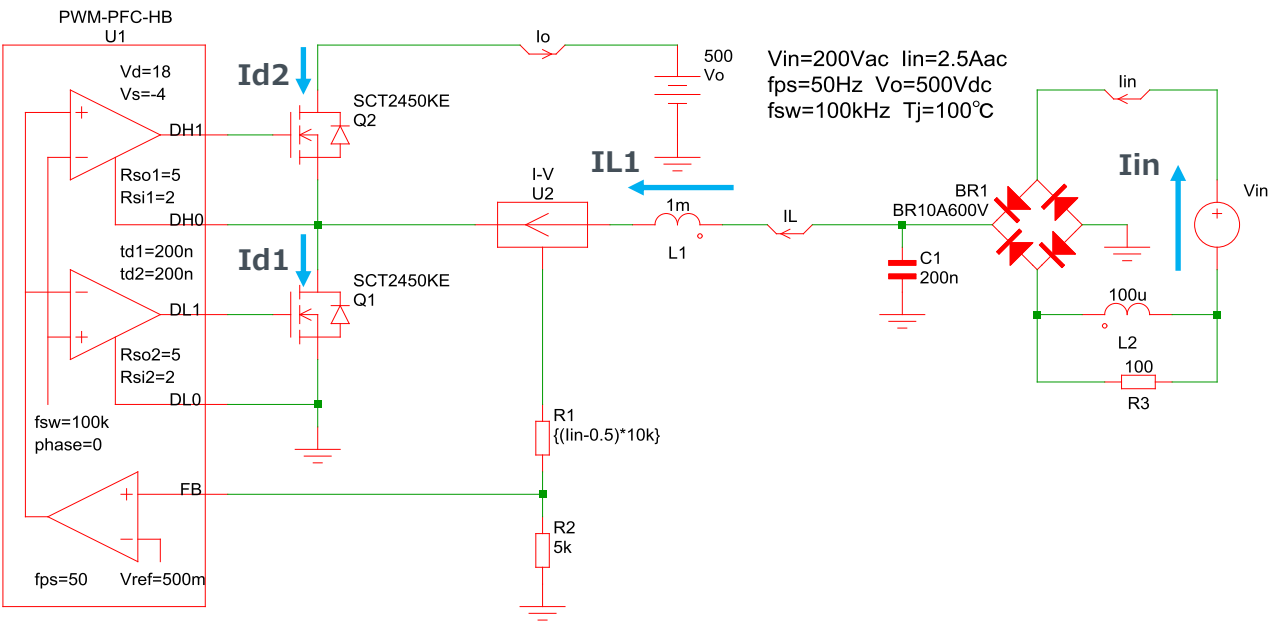 PWM-PFC-HB
U1
Vd=18
Vs=-4
DH1
Rso1=5
Rsi1=2
DH0
td1=200n
td2=200n
DL1
Rso2=5
Rsi2=2
DL0
fsw=100k
phase=0
FB
fps=50
Vref=500m
Id2
SCT2450KE
Q2
Id1
SCT2450KE
Q1
Io
500
Vo
I-V
U2
IL1
1m
L1
IL
R1
{(Iin-0.5)*10k}
R2
5k
Vin=200Vac Iin=2.5Aac
fps=50Hz Vo=500Vdc
fsw=100kHz Tj=100℃
BR1
BR10A600V
C1
200n
Iin
Iin
Vin
100u
L2
100
R3